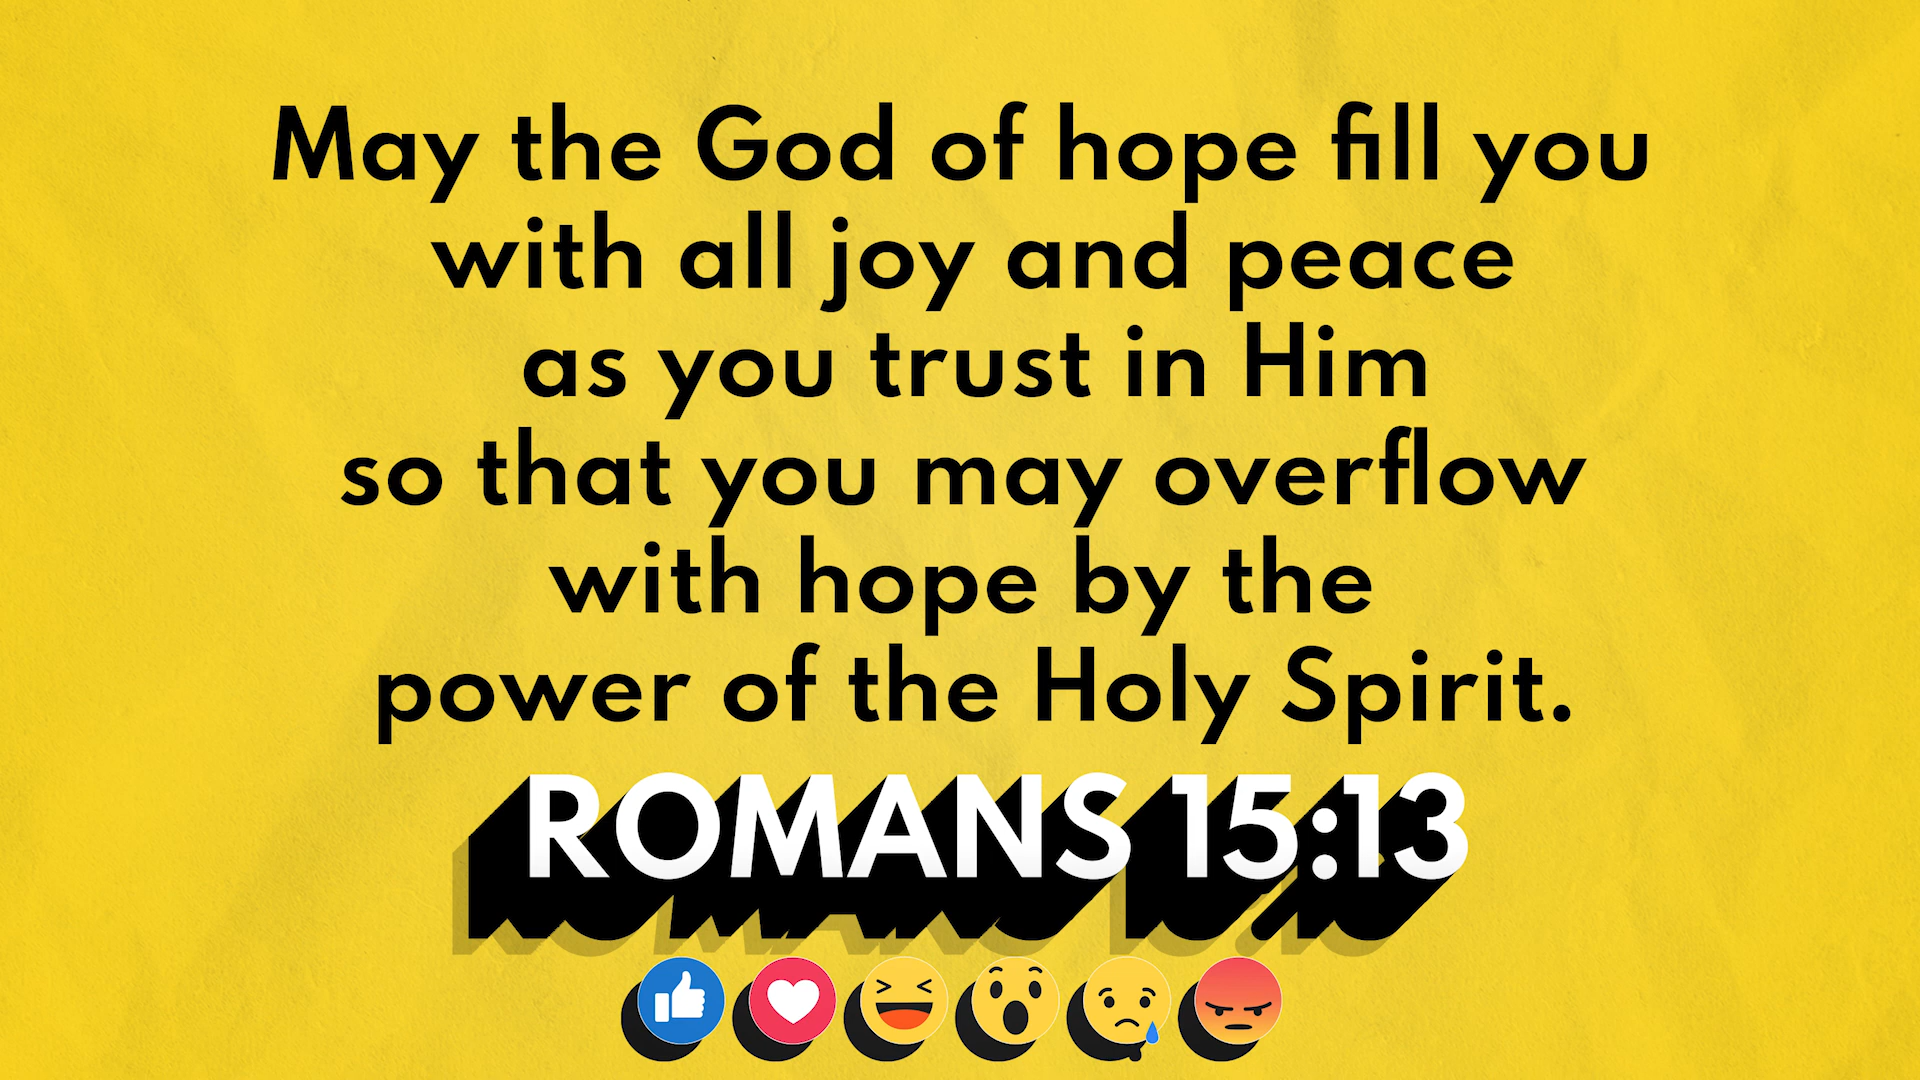 May the God of hope fill you
with all joy and peace
as you trust in Him
so that you may overflow
with hope by the
power of the Holy Spirit.
ROMANS 15:13